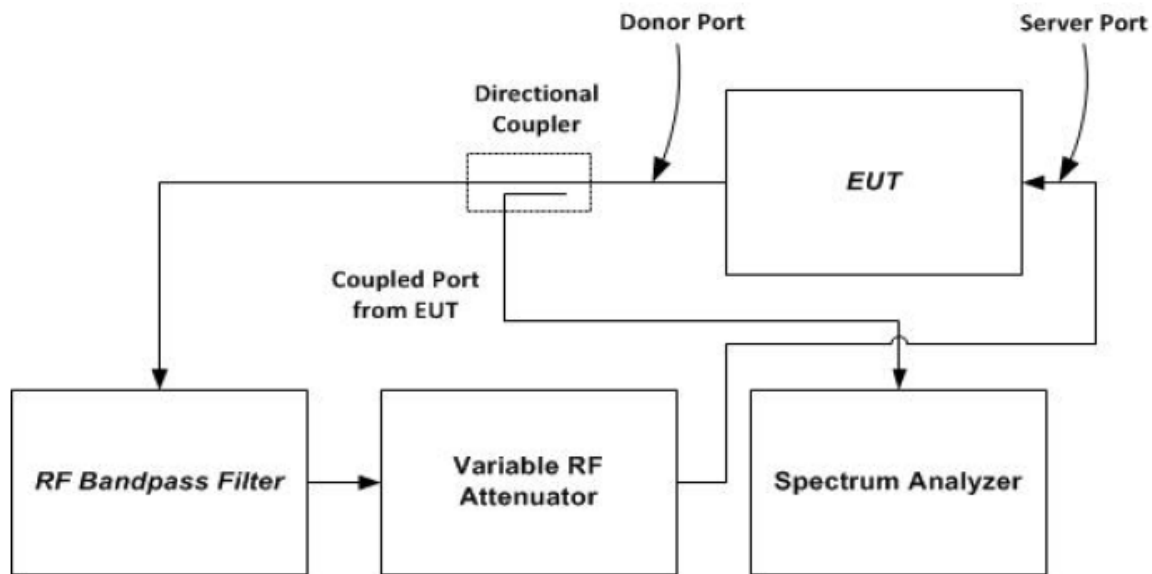 Donor Port
Server Port
Directional
Coupler
EUT
Coupled Port
from EUT
RF Bandpass Filter
Variable RF
Attenuator
Spectrum Analyzer